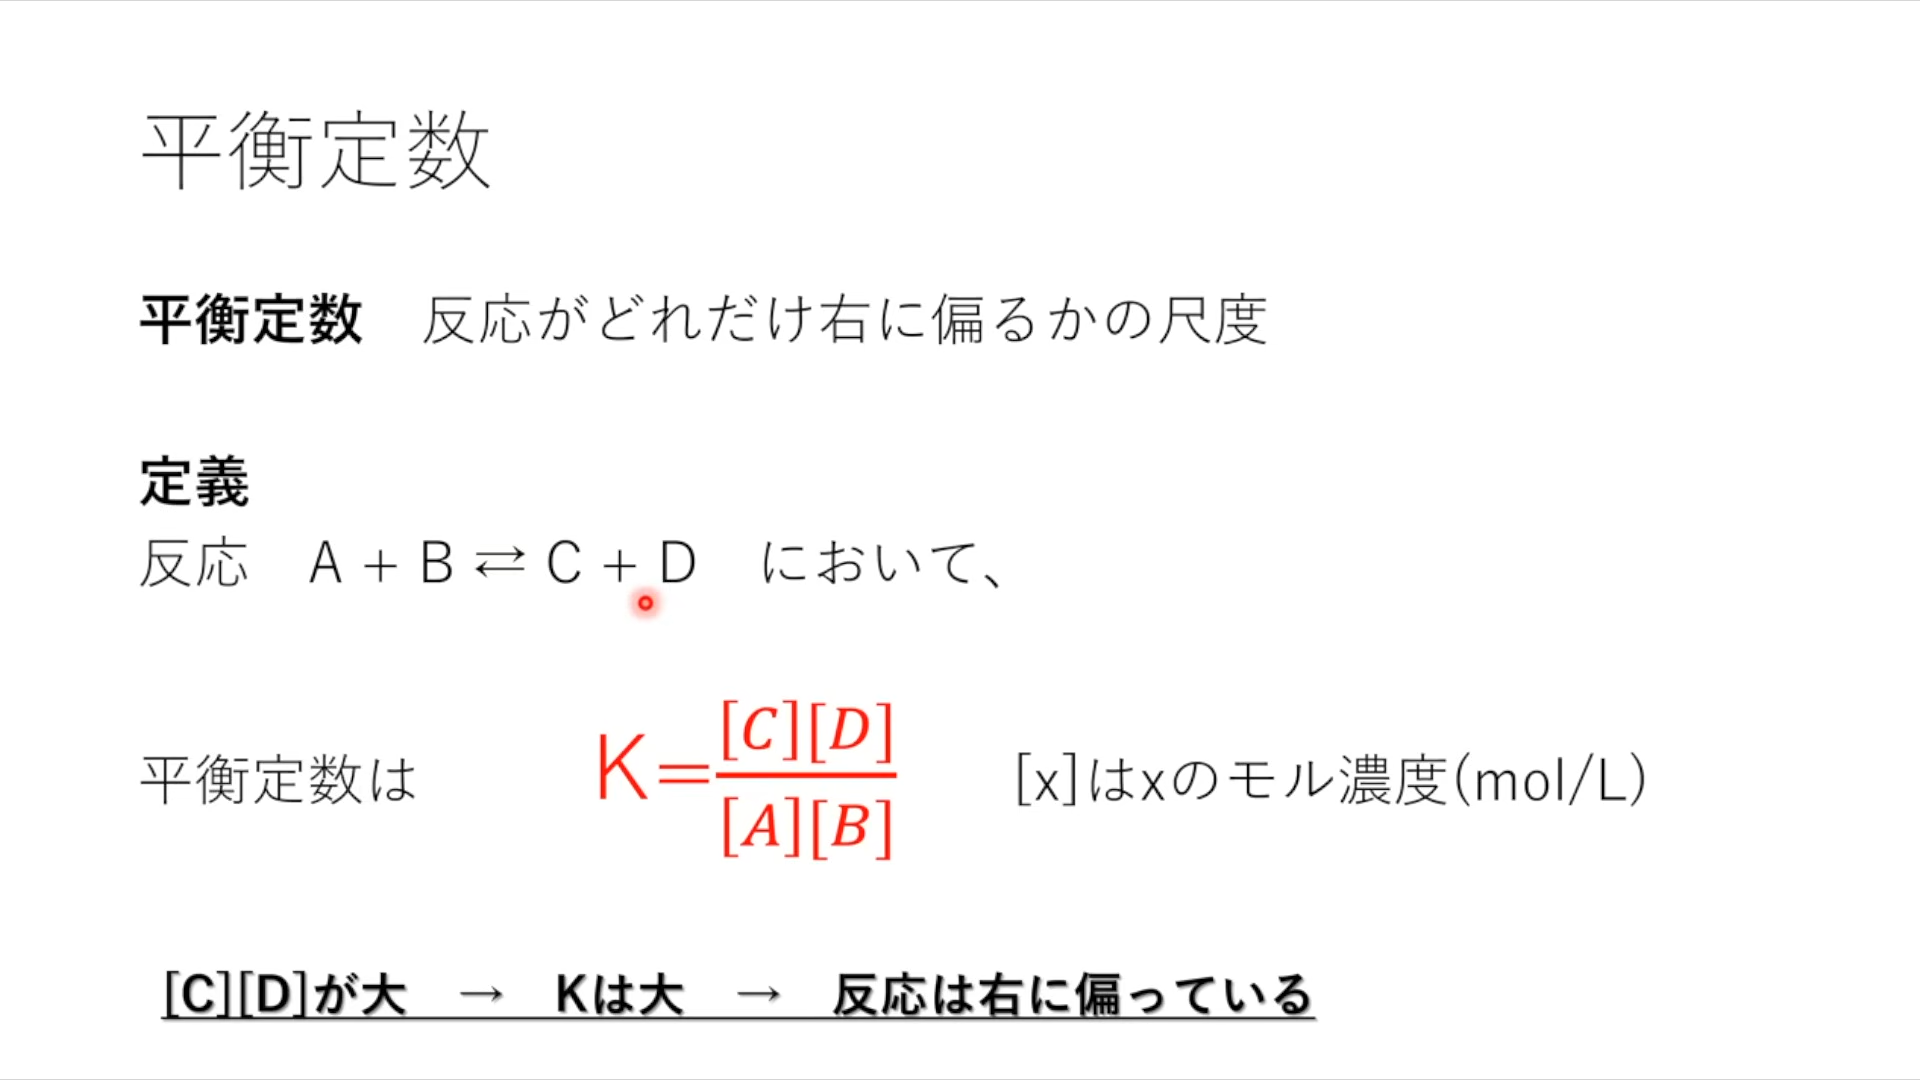 平衡定数
平衡定数　反応がどれだけ右に偏るかの尺度
定義
反応　A + B ⇄ C + D　において、
平衡定数は　K=[C][D]/[A][B]　[x]はxのモル濃度(mol/L)
[C][D]が大　→　Kは大　→　反応は右に偏っている